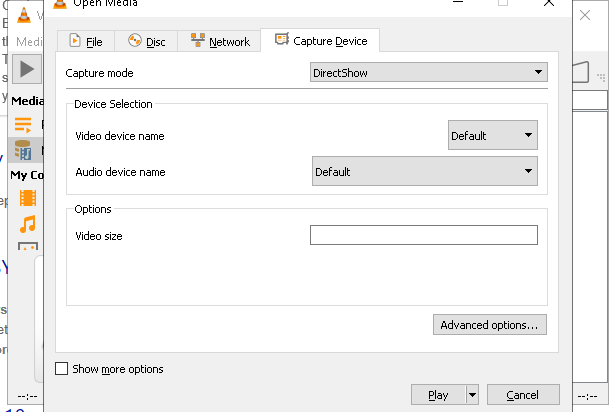 Open Media
File
Disc
Network
Capture Device
Capture mode
DirectShow
Device Selection
Video device name
Default
Audio device name
Default
Options
Video size
Advanced options...
Show more options
Play
Cancel
Media
Media
My Co
--:--
--:--